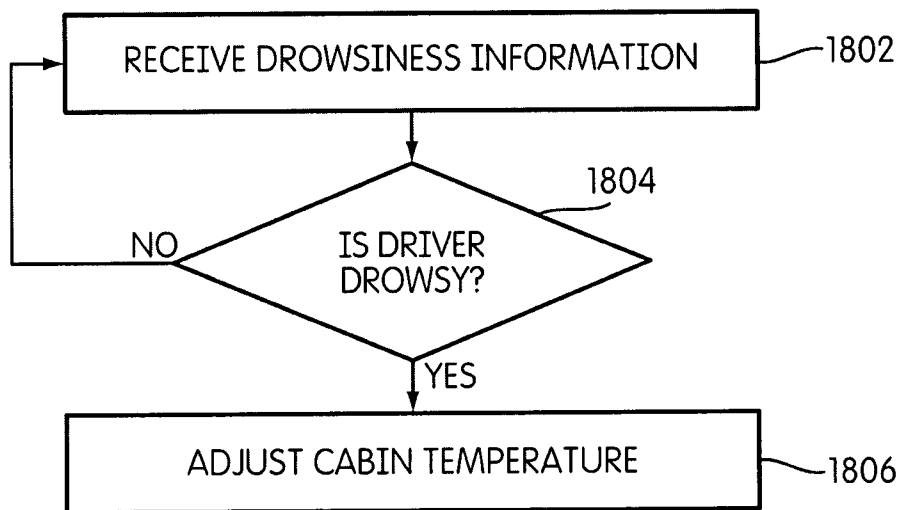 RECEIVE DROWSINESS INFORMATION
1802
1804
IS DRIVER
DROWSY?
NO
YES
ADJUST CABIN TEMPERATURE
1806